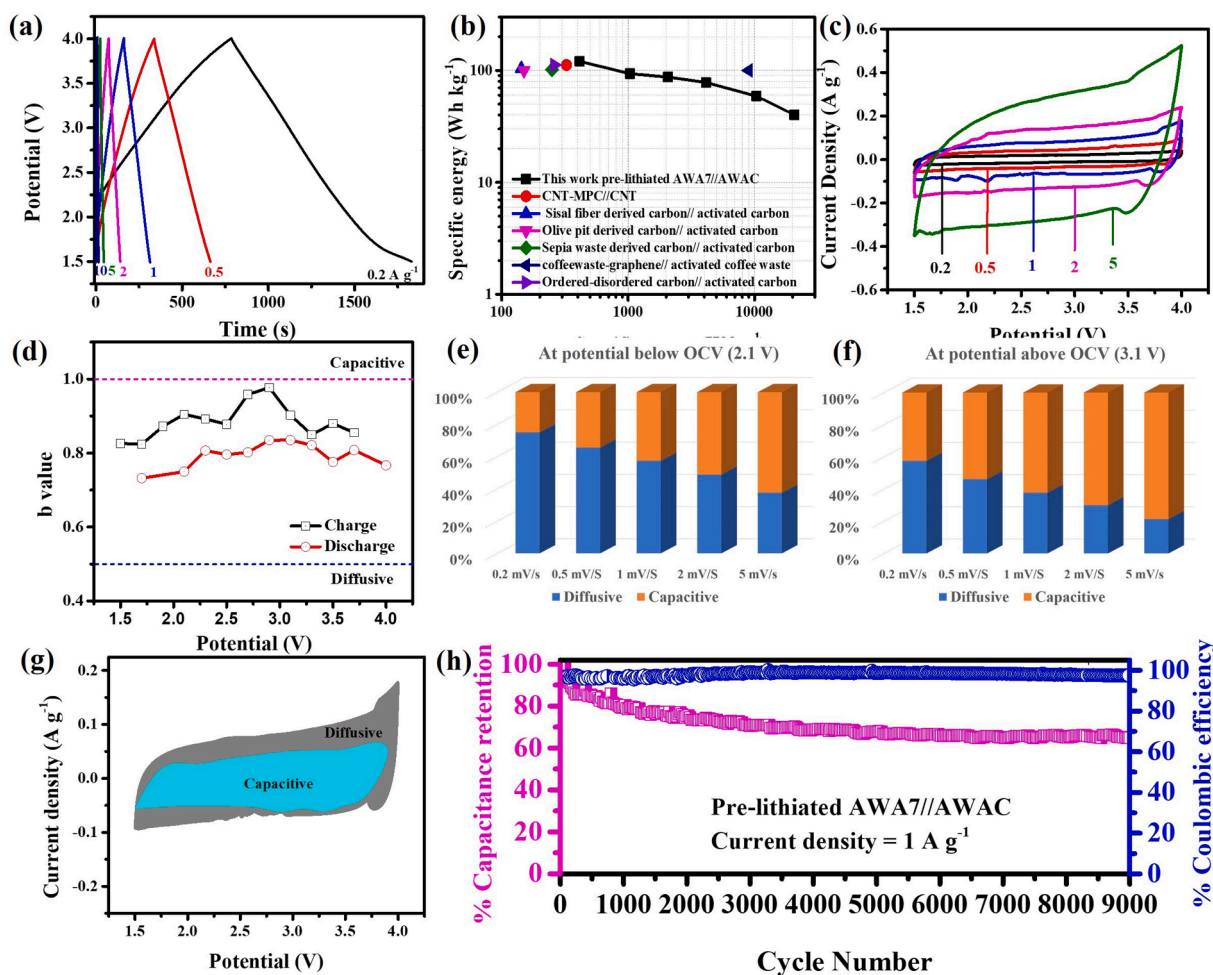 (a)
Potential (V)
4.0
3.5
3.0
2.5
2.0
1.5
10
5
2
1
0.5
0.2 A g-1
0
500
1000
1500
Time (s)
(b)
Specific energy (Wh kg-1)
100
10
1
This work pre-lithiated AWA7//AWAC
CNT-MPC//CNT
Sisal fiber derived carbon// activated carbon
Olive pit derived carbon// activated carbon
Sepia waste derived carbon// activated carbon
coffeewaste-graphene// activated coffee waste
Ordered-disordered carbon// activated carbon
100
1000
10000
(c)
Current Density (A g-1)
0.6
0.4
0.2
0.0
-0.2
-0.4
-0.6
0.2
0.5
1
2
5
1.5
2.0
2.5
3.0
3.5
4.0
Potential (V)
(d)
b value
1.0
0.8
0.6
0.4
Capacitive
Charge
Discharge
Diffusive
1.5
2.0
2.5
3.0
3.5
4.0
Potential (V)
(e)
At potential below OCV (2.1 V)
100%
80%
60%
40%
20%
0%
0.2 mV/s
0.5 mV/S
1 mV/S
2 mV/S
5 mV/s
Diffusive
Capacitive
(f)
At potential above OCV (3.1 V)
100%
80%
60%
40%
20%
0%
0.2 mV/s
0.5 mV/S
1 mV/S
2 mV/S
5 mV/s
Diffusive
Capacitive
(g)
Current density (A g-1)
0.2
0.1
0.0
-0.1
-0.2
Diffusive
Capacitive
1.5
2.0
2.5
3.0
3.5
4.0
Potential (V)
(h)
% Capacitance retention
100
80
60
40
20
0
Pre-lithiated AWA7//AWAC
Current density = 1 A g-1
% Coulombic efficiency
100
80
60
40
20
0
0
1000
2000
3000
4000
5000
6000
7000
8000
9000
Cycle Number